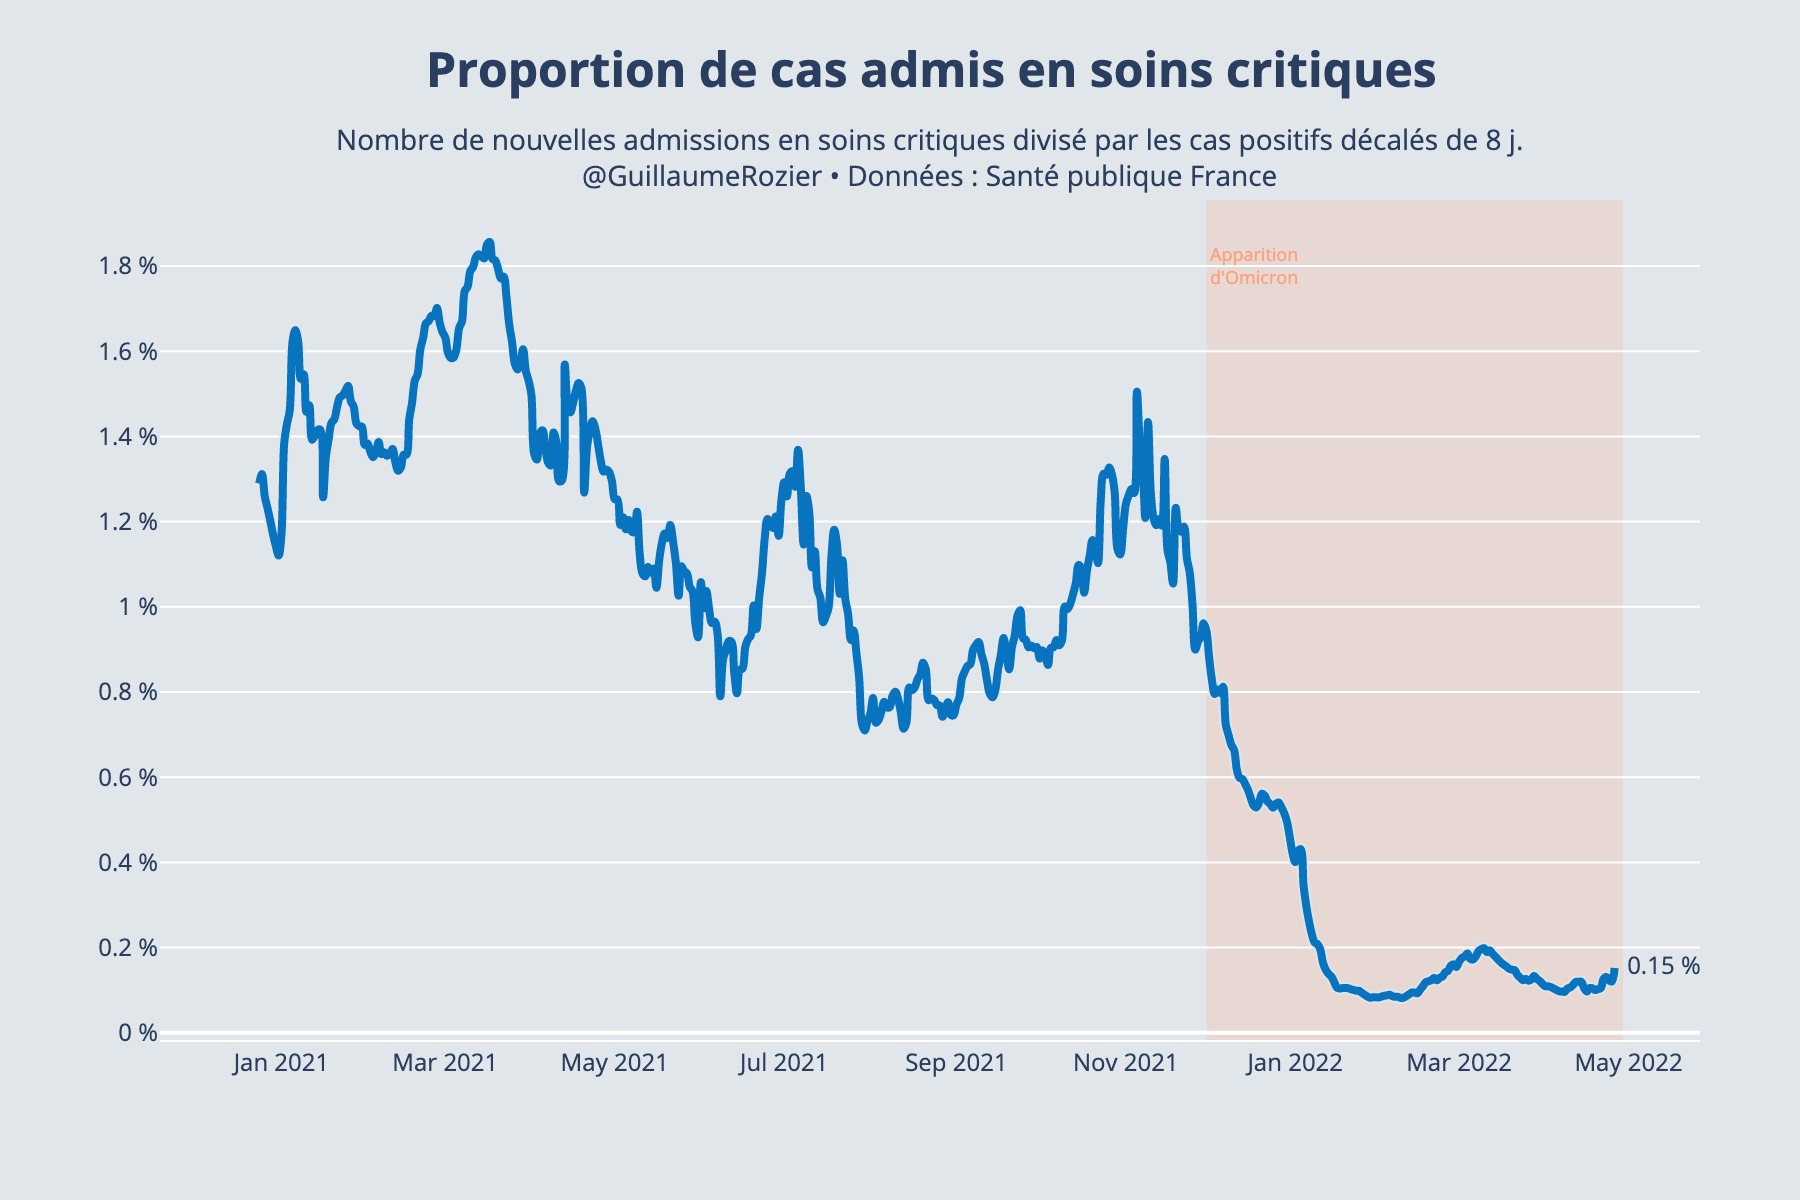 Proportion de cas admis en soins critiques
Nombre de nouvelles admissions en soins critiques divisé par les cas positifs décalés de 8 j.
@GuillaumeRozier • Données : Santé publique France
Apparition
d'Omicron
1.8 %
1.6 %
1.4 %
1.2 %
1 %
0.8 %
0.6 %
0.4 %
0.2 %
0.15 %
0 %
Jan 2021 Mar 2021 May 2021 Jul 2021 Sep 2021 Nov 2021 Jan 2022 Mar 2022 May 2022